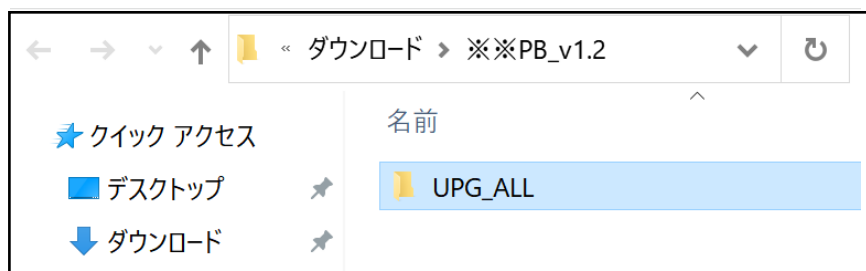 « ダウンロード › ※※PB_v1.2
名前
クイック アクセス
UPG_ALL
デスクトップ
ダウンロード